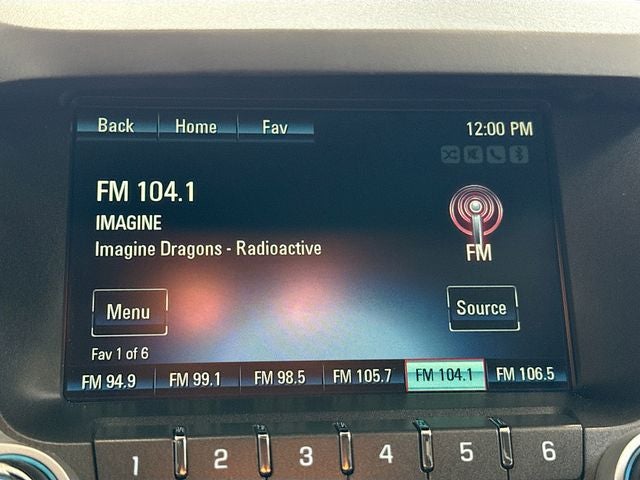 Back Home Fav 12:00 PM
FM 104.1
IMAGINE
Imagine Dragons - Radioactive
FM
Menu Source
Fav 1 of 6
FM 94.9 FM 99.1 FM 98.5 FM 105.7 FM 104.1 FM 106.5
1 2 3 4 5 6